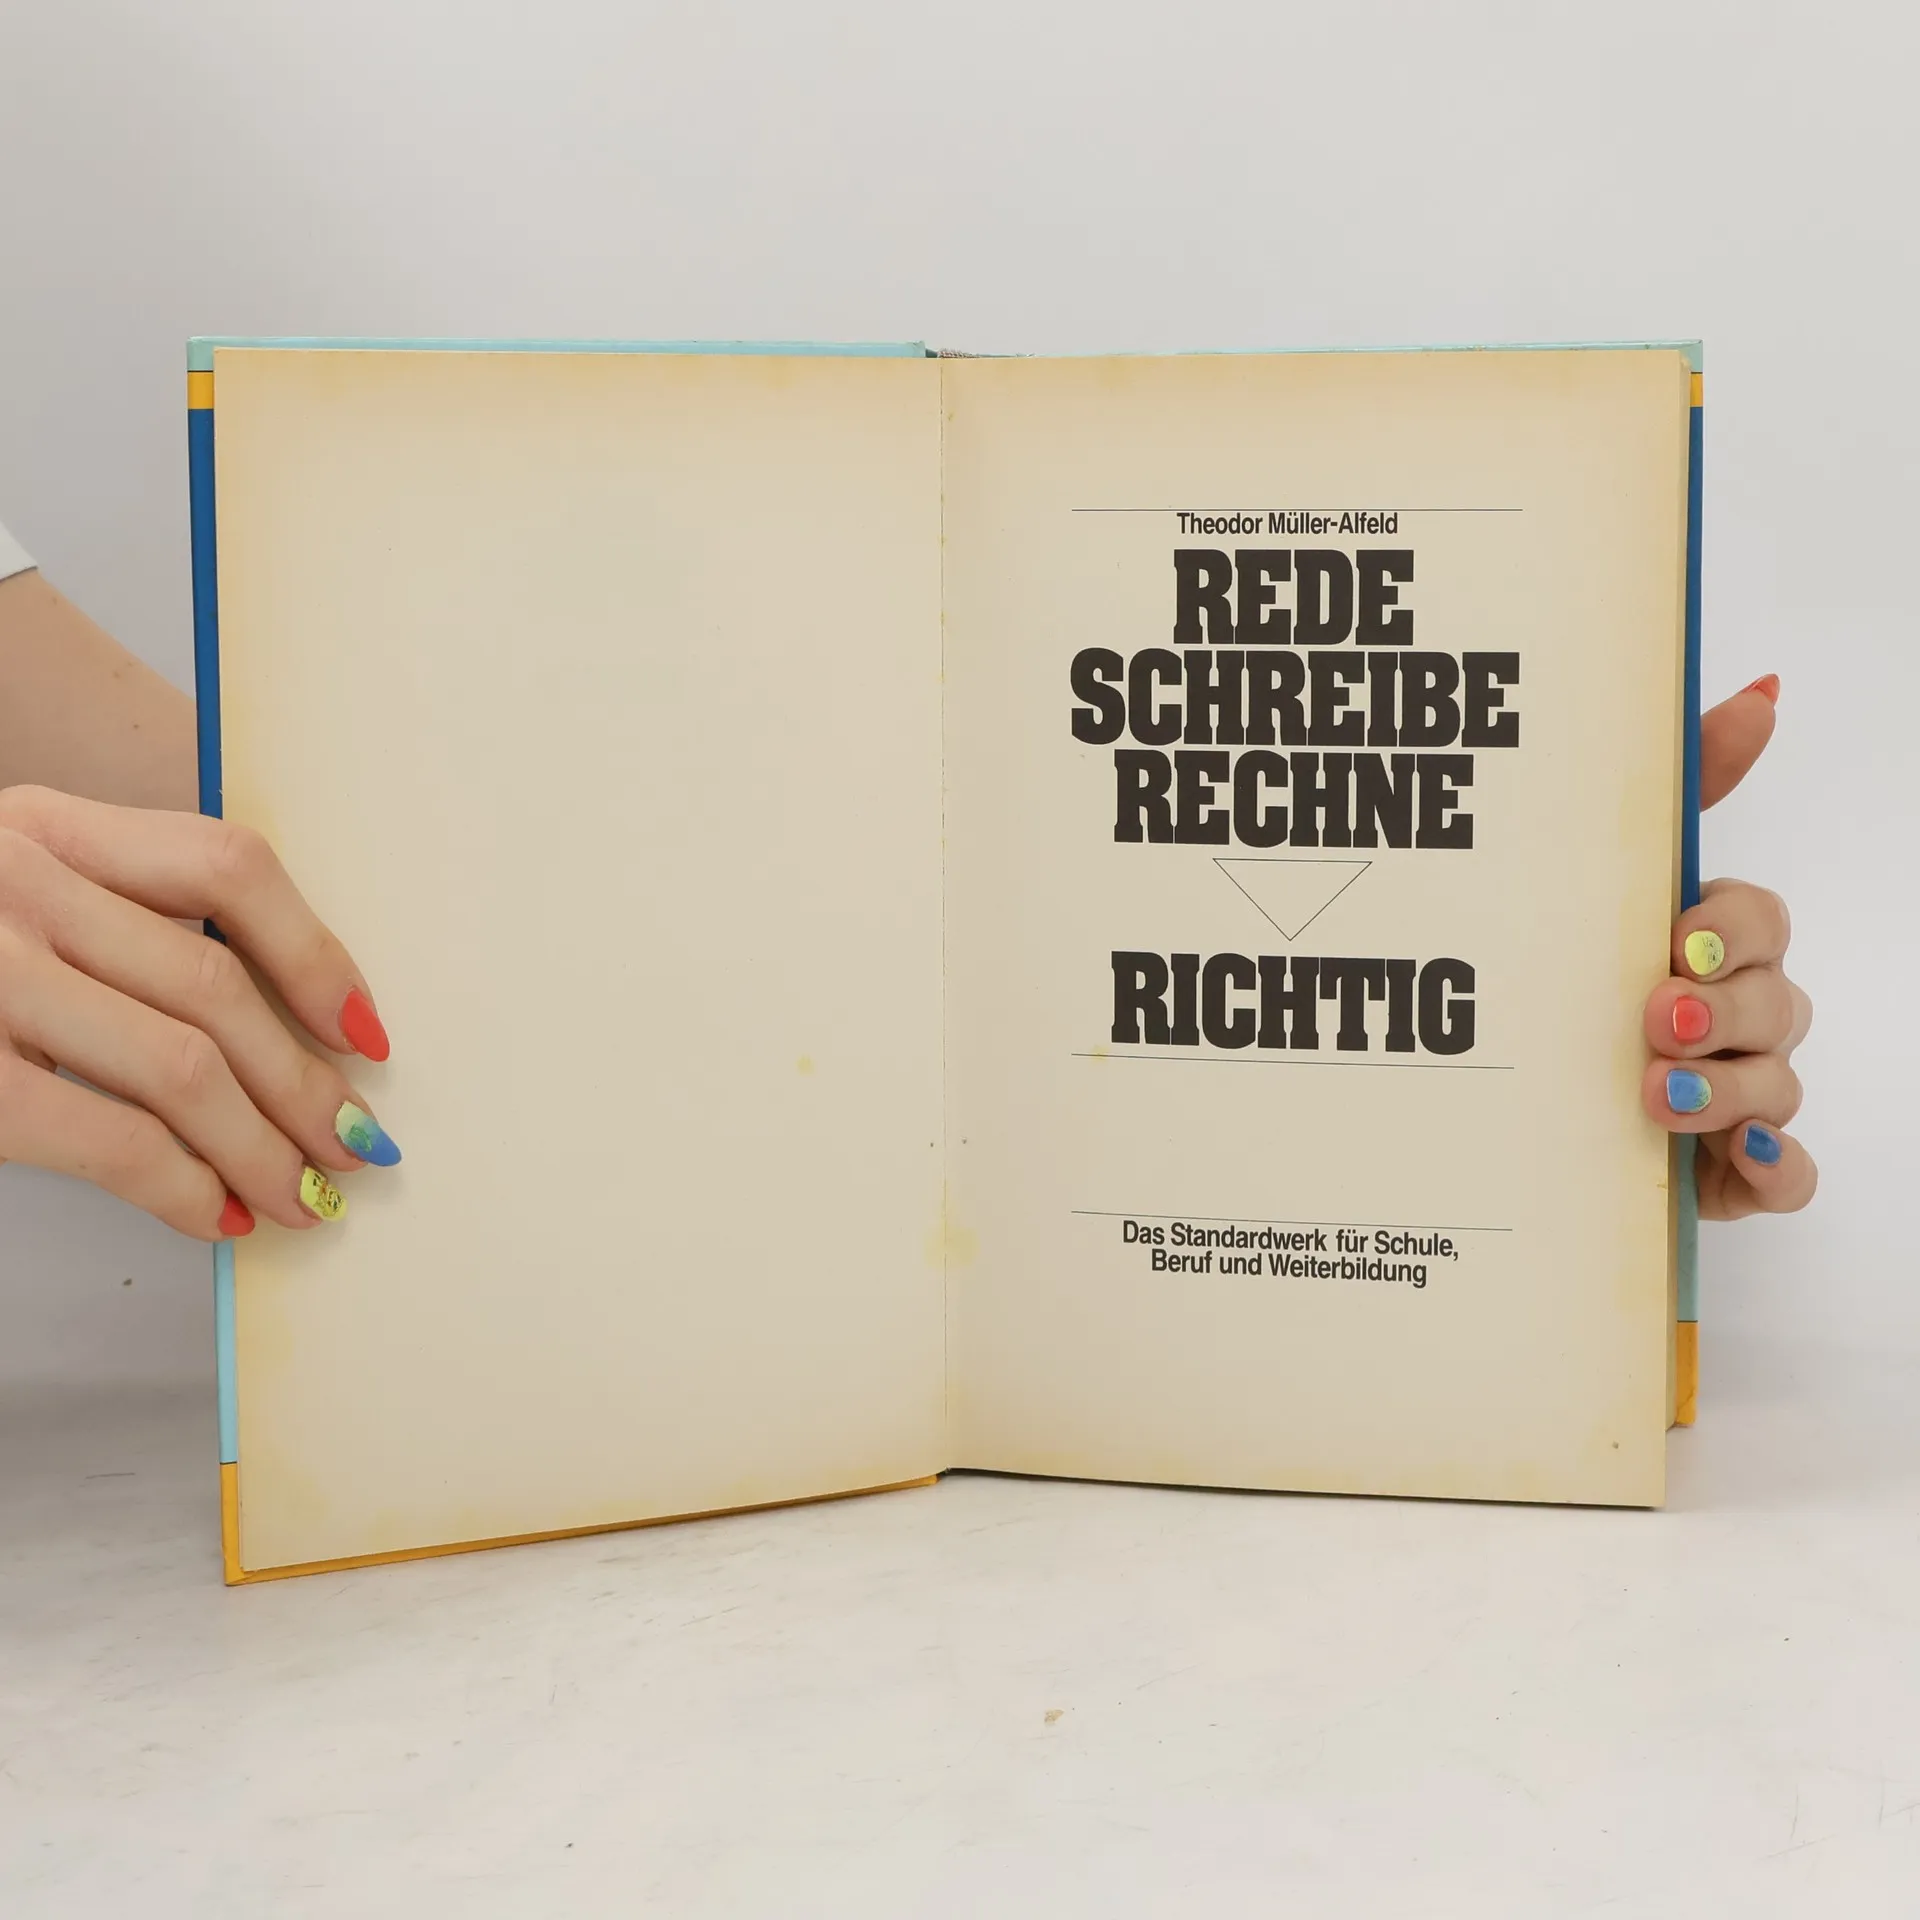 Theodor Müller-Alfeld
REDE
SCHREIBE
RECHNE
RICHTIG
Das Standardwerk für Schule,
Beruf und Weiterbildung